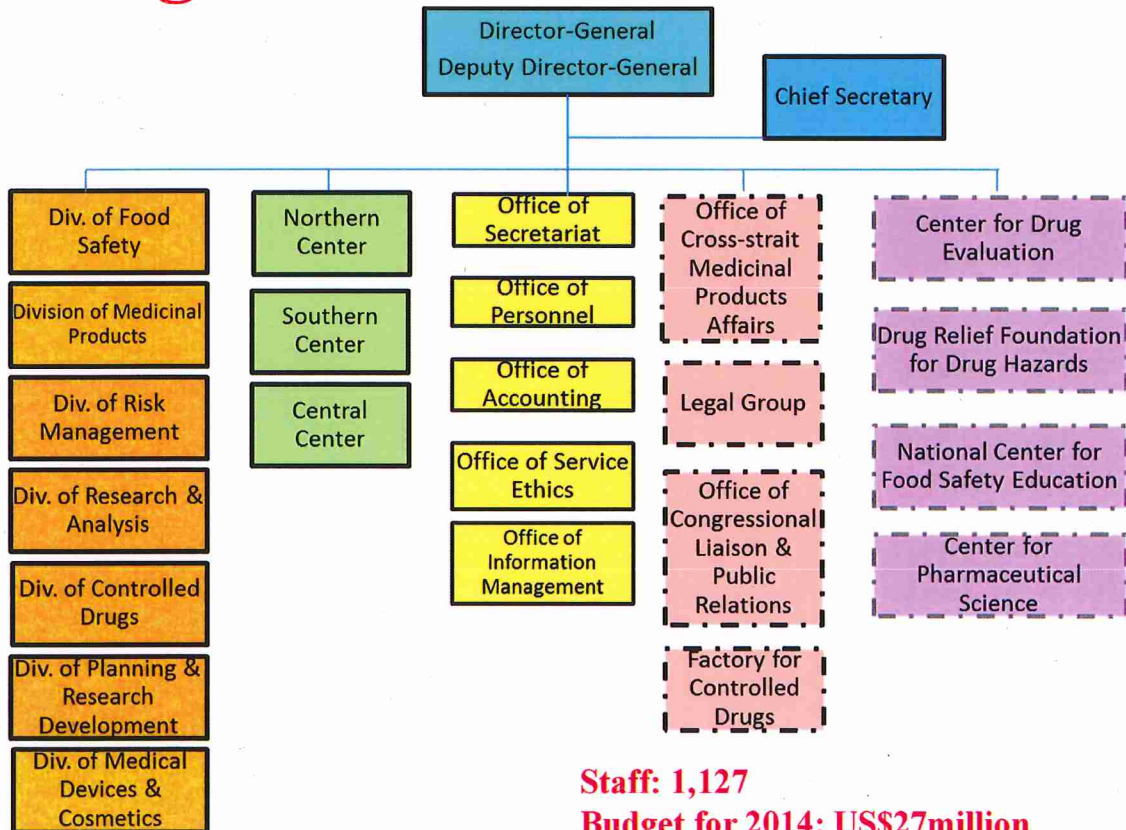 Director-General
Deputy Director-General
Chief Secretary
Div. of Food
Safety
Division of Medicinal
Products
Div. of Risk
Management
Div. of Research &
Analysis
Div. of Controlled
Drugs
Div. of Planning &
Research
Development
Div. of Medical
Devices &
Cosmetics
Northern
Center
Southern
Center
Central
Center
Office of
Secretariat
Office of
Personnel
Office of
Accounting
Office of Service
Ethics
Office of
Information
Management
Office of
Cross-strait
Medicinal
Products
Affairs
Legal Group
Office of
Congressional
Liaison &
Public
Relations
Factory for
Controlled
Drugs
Center for Drug
Evaluation
Drug Relief Foundation
for Drug Hazards
National Center for
Food Safety Education
Center for
Pharmaceutical
Science
Staff: 1,127
Budget for 2014: US$27million